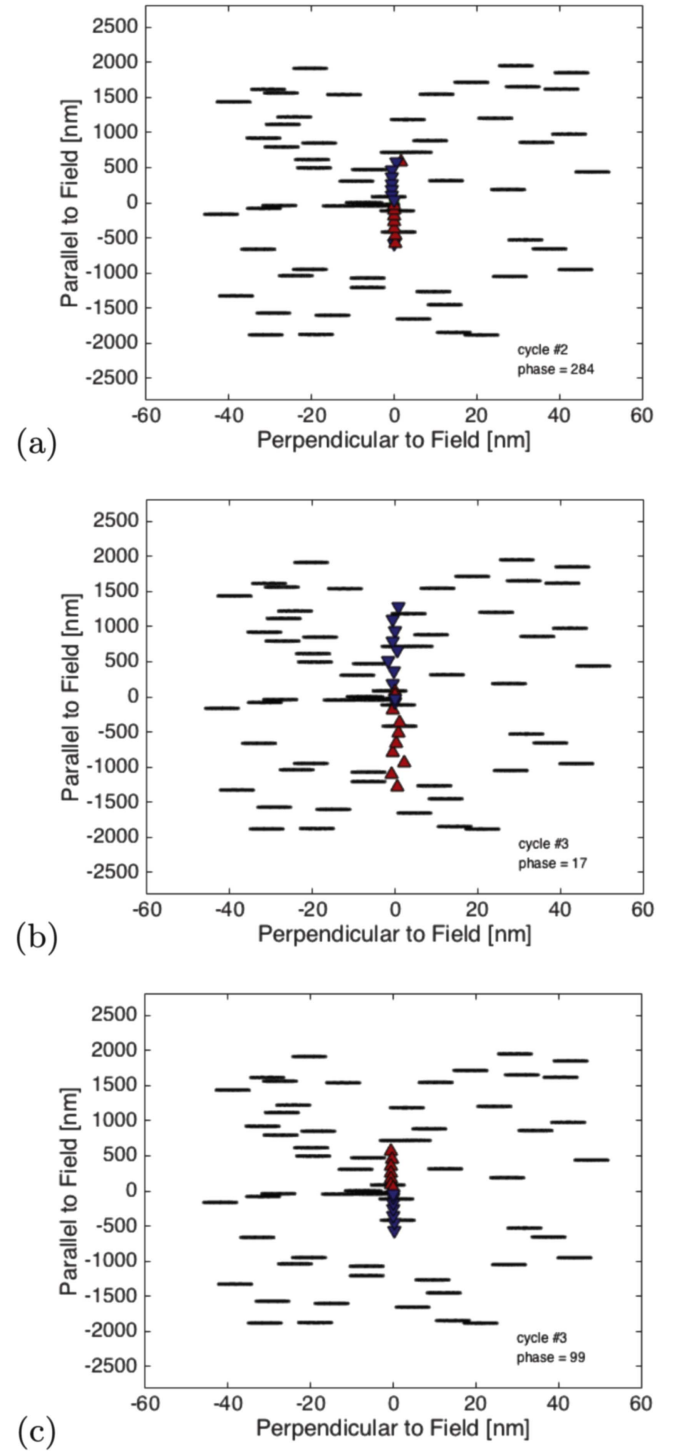 2500
2000
1500
1000
500
0
-500
-1000
-1500
-2000
-2500
Parallel to Field [nm]
cycle #2
phase = 284
-60 -40 -20 0 20 40 60
Perpendicular to Field [nm]
(a)
2500
2000
1500
1000
500
0
-500
-1000
-1500
-2000
-2500
Parallel to Field [nm]
cycle #3
phase = 17
-60 -40 -20 0 20 40 60
Perpendicular to Field [nm]
(b)
2500
2000
1500
1000
500
0
-500
-1000
-1500
-2000
-2500
Parallel to Field [nm]
cycle #3
phase = 99
-60 -40 -20 0 20 40 60
Perpendicular to Field [nm]
(c)